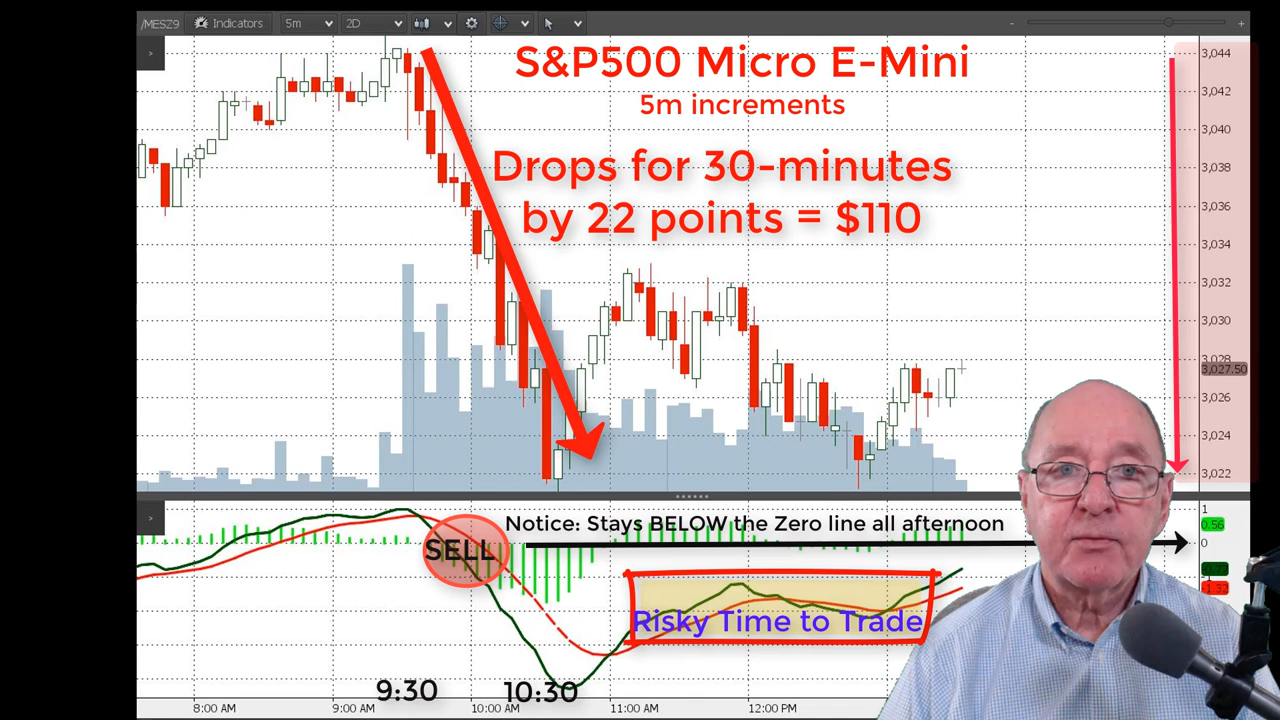 /MESZ9 Indicators 5m 2D
S&P500 Micro E-Mini
5m increments
Drops for 30-minutes
by 22 points = $110
3,044
3,042
3,040
3,038
3,036
3,034
3,032
3,030
3,028
3,027.50
3,026
3,024
3,022
Notice: Stays BELOW the Zero line all afternoon
SELL
Risky Time to Trade
1
0.56
0
-1.32
9:30
10:30
8:00 AM
9:00 AM
10:00 AM
11:00 AM
12:00 PM